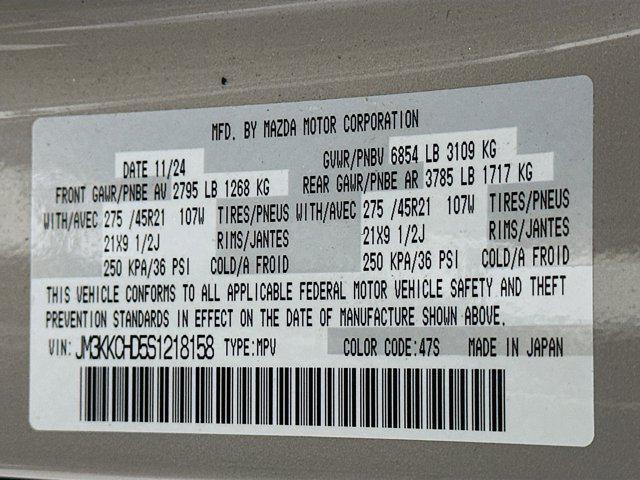 MFD. BY MAZDA MOTOR CORPORATION
DATE 11/24 GVWR/PNBV 6854 LB 3109 KG
FRONT GAWR/PNBE AV 2795 LB 1268 KG REAR GAWR/PNBE AR 3785 LB 1717 KG
WITH/AVEC 275 /45R21 107W TIRES/PNEUS WITH/AVEC 275 /45R21 107W TIRES/PNEUS
21X9 1/2J RIMS/JANTES 21X9 1/2J RIMS/JANTES
250 KPA/36 PSI COLD/A FROID 250 KPA/36 PSI COLD/A FROID
THIS VEHICLE CONFORMS TO ALL APPLICABLE FEDERAL MOTOR VEHICLE SAFETY AND THEFT
PREVENTION STANDARDS IN EFFECT ON THE DATE OF MANUFACTURE SHOWN ABOVE.
VIN: JM3KKCHD5S1218158 TYPE:MPV COLOR CODE:47S MADE IN JAPAN